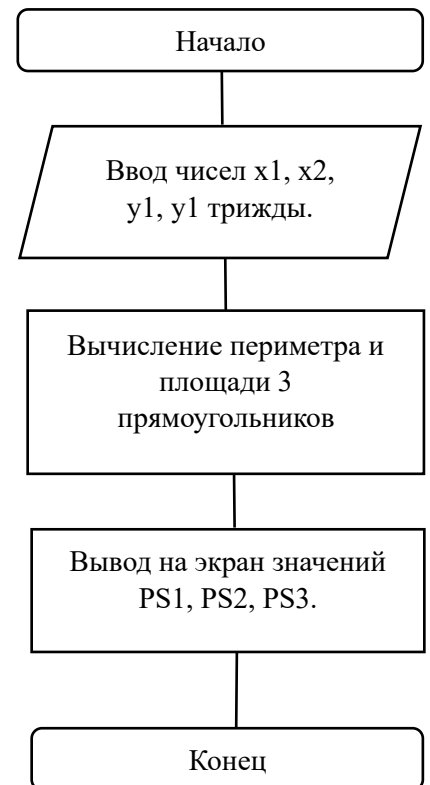 Начало
Ввод чисел x1, x2,
y1, y1 трижды.
Вычисление периметра и
площади 3
прямоугольников
Вывод на экран значений
PS1, PS2, PS3.
Конец